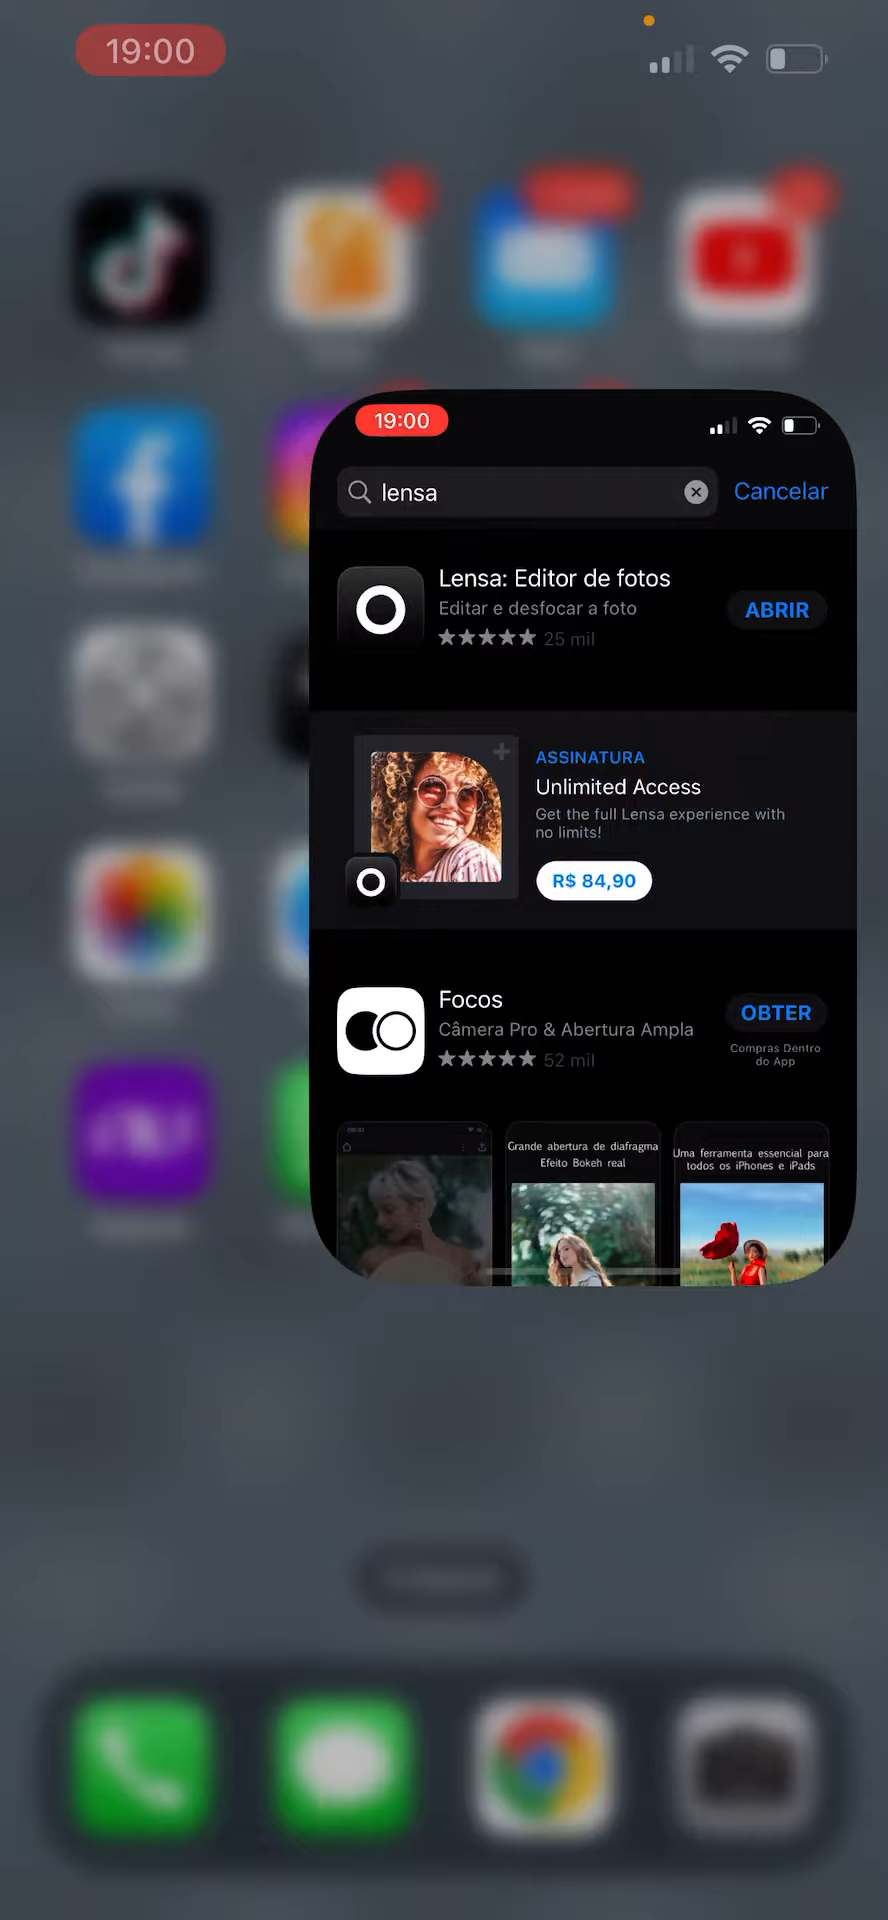 19:00
19:00
lensa
Cancelar
Lensa: Editor de fotos
Editar e desfocar a foto
25 mil
ABRIR
ASSINATURA
Unlimited Access
Get the full Lensa experience with
no limits!
R$ 84,90
Focos
Câmera Pro & Abertura Ampla
52 mil
OBTER
Compras Dentro
do App
Grande abertura de diafragma
Efeito Bokeh real
Uma ferramenta essencial para
todos os iPhones e iPads